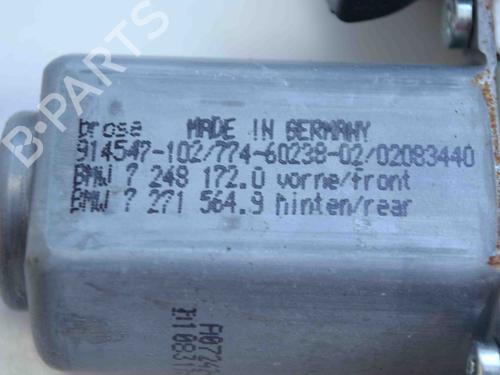 B-PARTS
brose MADE IN GERMANY
914547-102/774-60238-02/02083440
BMW 7 248 172.0 vorne/front
BMW 7 271 564.9 hinten/rear